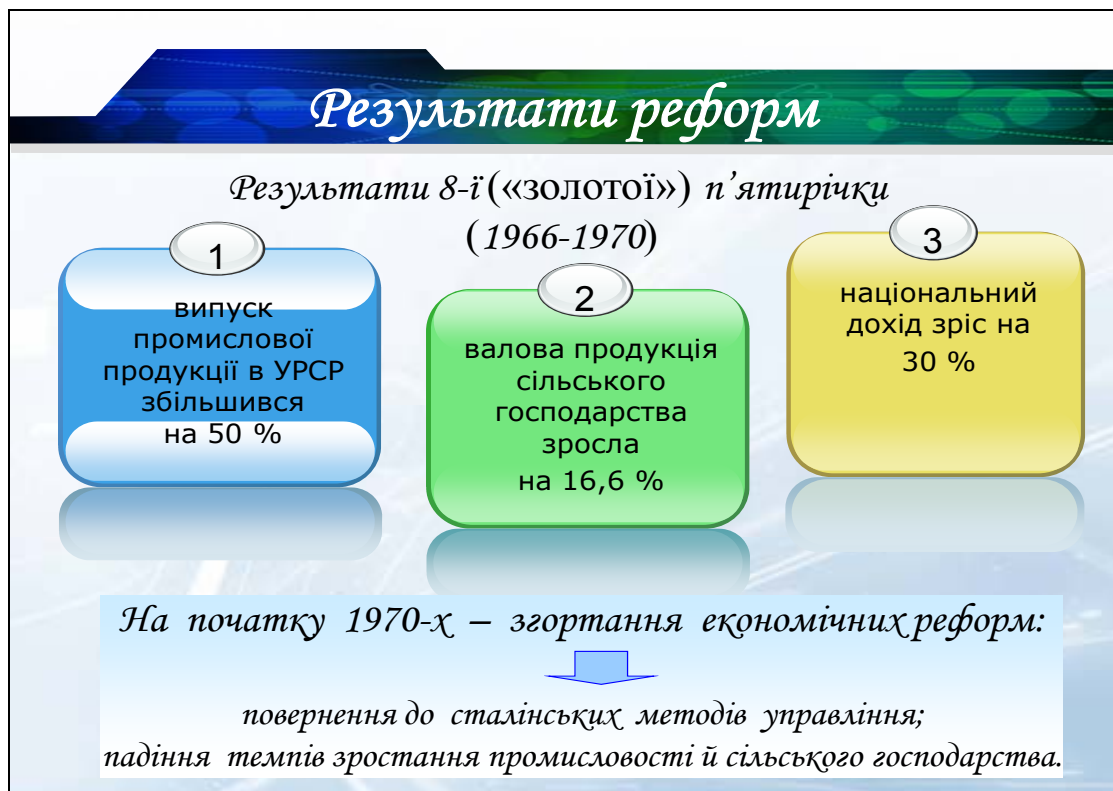 Результати реформ
Результати 8-ї («золотої») п’ятирічки
(1966-1970)
1
випуск
промислової
продукції в УРСР
збільшився
на 50 %
2
валова продукція
сільського
господарства
зросла
на 16,6 %
3
національний
дохід зріс на
30 %
На початку 1970-х – згортання економічних реформ:
повернення до сталінських методів управління;
падіння темпів зростання промисловості й сільського господарства.